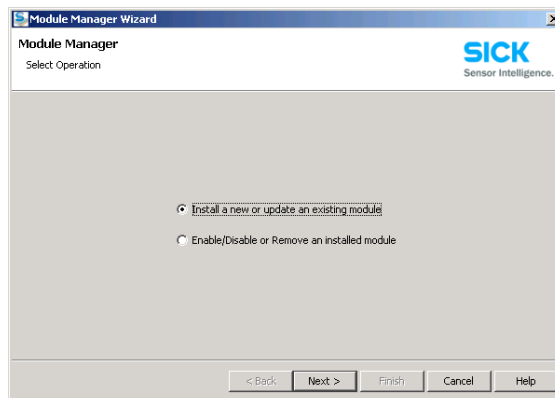 Module Manager Wizard
Module Manager
Select Operation
SICK
Sensor Intelligence.
Install a new or update an existing module
Enable/Disable or Remove an installed module
< Back Next > Finish Cancel Help